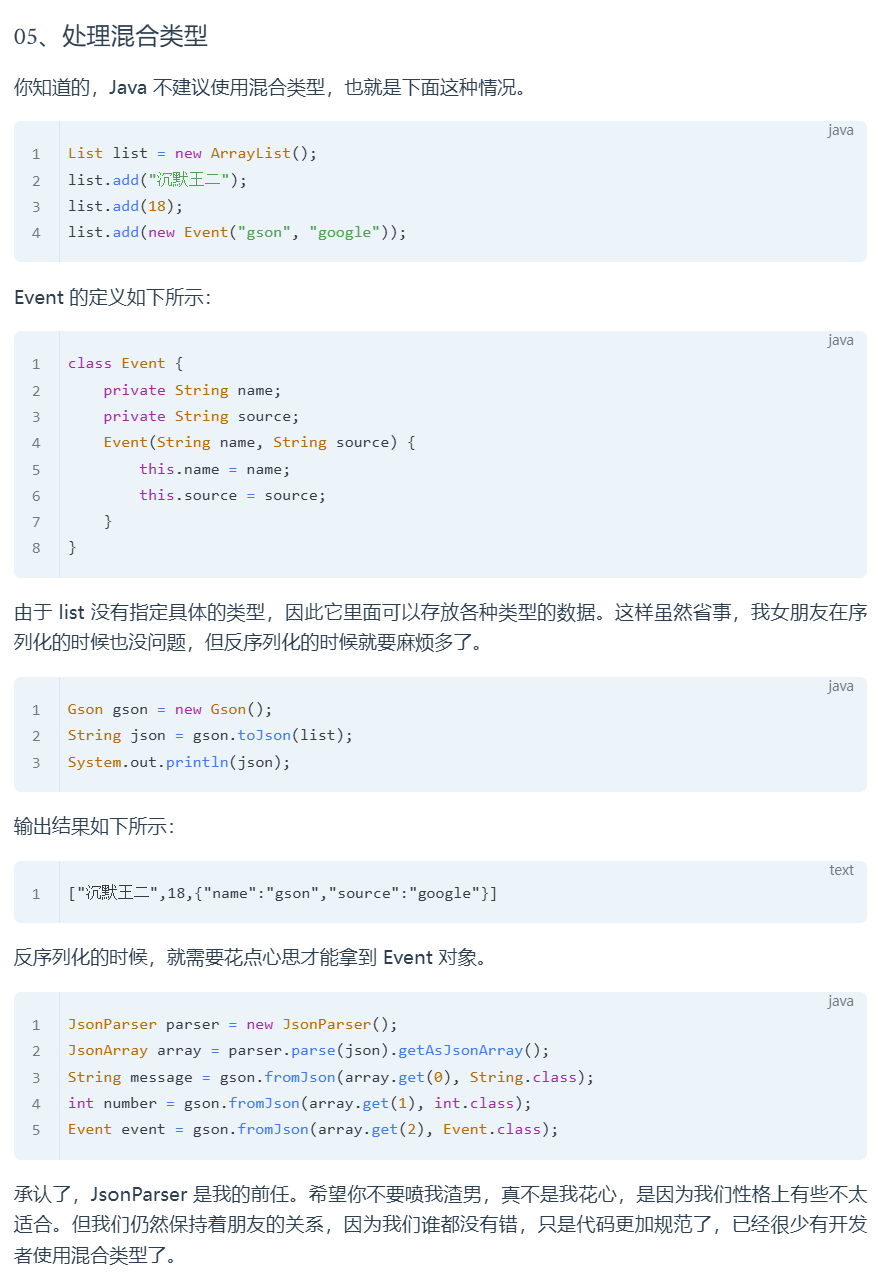 05、处理混合类型
你知道的，Java 不建议使用混合类型，也就是下面这种情况。
java
1 List list = new ArrayList();
2 list.add("沉默王二");
3 list.add(18);
4 list.add(new Event("gson", "google"));
Event 的定义如下所示：
java
1 class Event {
2     private String name;
3     private String source;
4     Event(String name, String source) {
5         this.name = name;
6         this.source = source;
7     }
8 }
由于 list 没有指定具体的类型，因此它里面可以存放各种类型的数据。这样虽然省事，我女朋友在序
列化的时候也没问题，但反序列化的时候就要麻烦多了。
java
1 Gson gson = new Gson();
2 String json = gson.toJson(list);
3 System.out.println(json);
输出结果如下所示：
text
1 ["沉默王二",18,{"name":"gson","source":"google"}]
反序列化的时候，就需要花点心思才能拿到 Event 对象。
java
1 JsonParser parser = new JsonParser();
2 JsonArray array = parser.parse(json).getAsJsonArray();
3 String message = gson.fromJson(array.get(0), String.class);
4 int number = gson.fromJson(array.get(1), int.class);
5 Event event = gson.fromJson(array.get(2), Event.class);
承认了，JsonParser 是我的前任。希望你不要喷我渣男，真不是我花心，是因为我们性格上有些不太
适合。但我们仍然保持着朋友的关系，因为我们谁都没有错，只是代码更加规范了，已经很少有开发
者使用混合类型了。